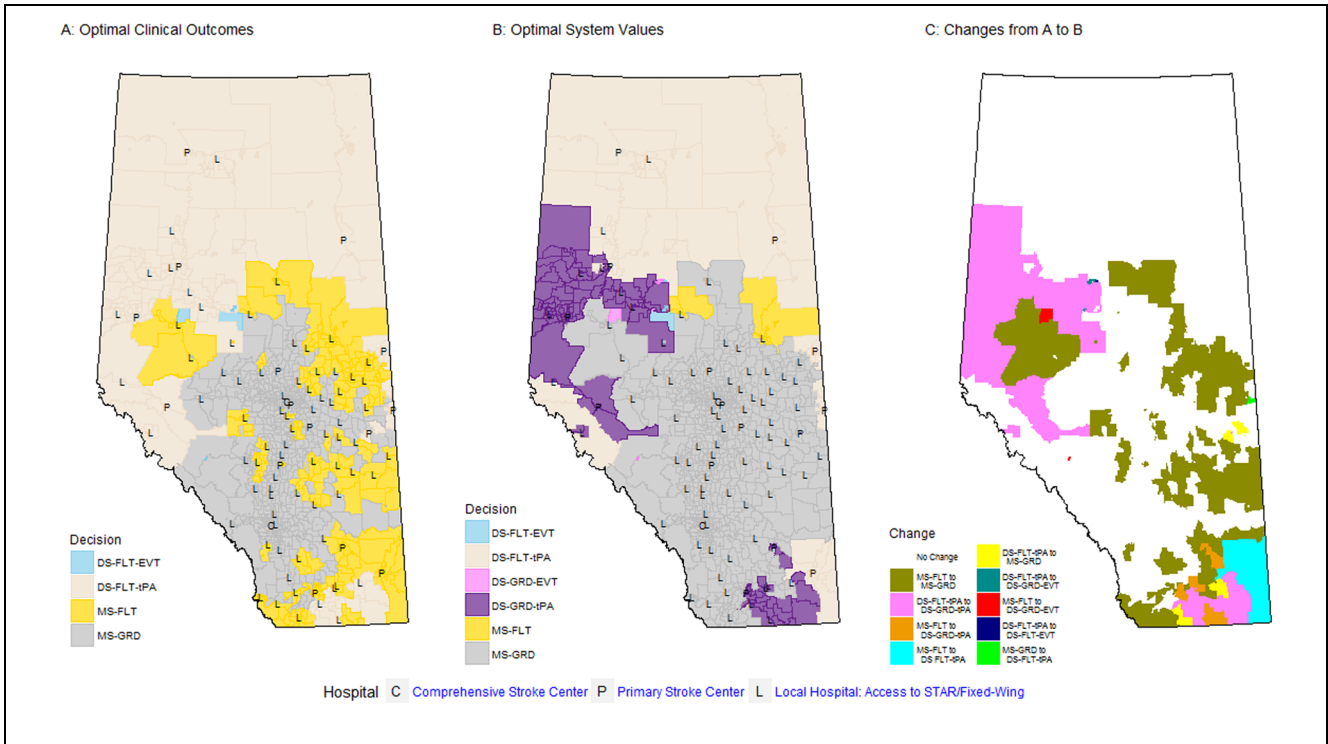 A: Optimal Clinical Outcomes
B: Optimal System Values
C: Changes from A to B
Decision
DS-FLT-EVT
DS-FLT-tPA
MS-FLT
MS-GRD
Decision
DS-FLT-EVT
DS-FLT-tPA
DS-GRD-EVT
DS-GRD-tPA
MS-FLT
MS-GRD
Change
No Change
MS-FLT to
MS-GRD
DS-FLT-tPA to
DS-GRD-tPA
MS-FLT to
DS-GRD-tPA
MS-FLT to
DS FLT-tPA
DS-FLT-tPA to
MS-GRD
DS-FLT-tPA to
DS-GRD-EVT
MS-FLT to
DS-GRD-EVT
DS-FLT-tPA to
DS-FLT-EVT
MS-GRD to
DS-FLT-tPA
Hospital C Comprehensive Stroke Center P Primary Stroke Center L Local Hospital: Access to STAR/Fixed-Wing